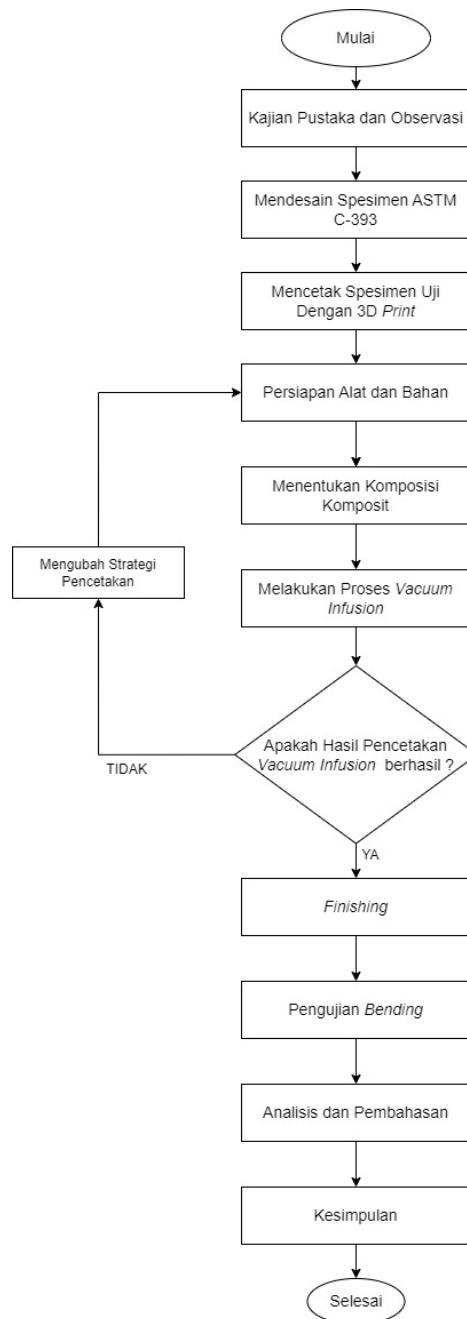 Mulai
Kajian Pustaka dan Observasi
Mendesain Spesimen ASTM
C-393
Mencetak Spesimen Uji
Dengan 3D Print
Persiapan Alat dan Bahan
Menentukan Komposisi
Komposit
Mengubah Strategi
Pencetakan
Melakukan Proses Vacuum
Infusion
Apakah Hasil Pencetakan
Vacuum Infusion berhasil ?
TIDAK
YA
Finishing
Pengujian Bending
Analisis dan Pembahasan
Kesimpulan
Selesai